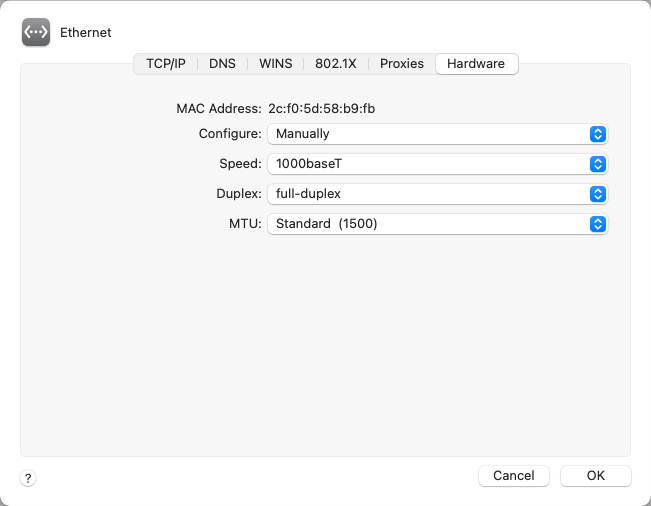 Ethernet
TCP/IP DNS WINS 802.1X Proxies Hardware
MAC Address: 2c:f0:5d:58:b9:fb
Configure: Manually
Speed: 1000baseT
Duplex: full-duplex
MTU: Standard (1500)
? Cancel OK